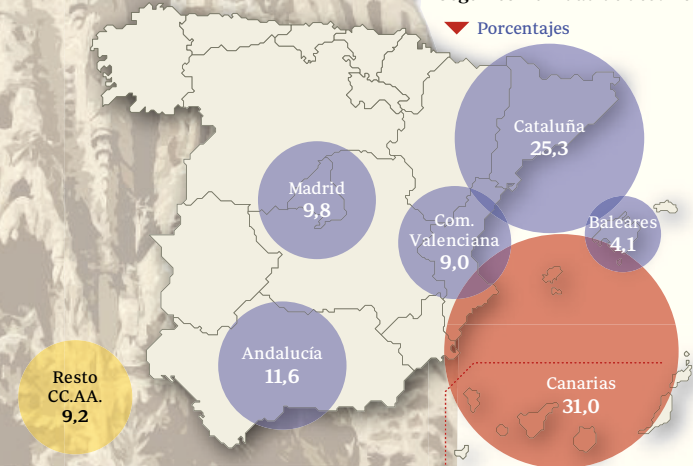 Porcentajes
Cataluña
25,3
Madrid
9,8
Com.
Valenciana
9,0
Baleares
4,1
Andalucía
11,6
Resto
CC.AA.
9,2
Canarias
31,0